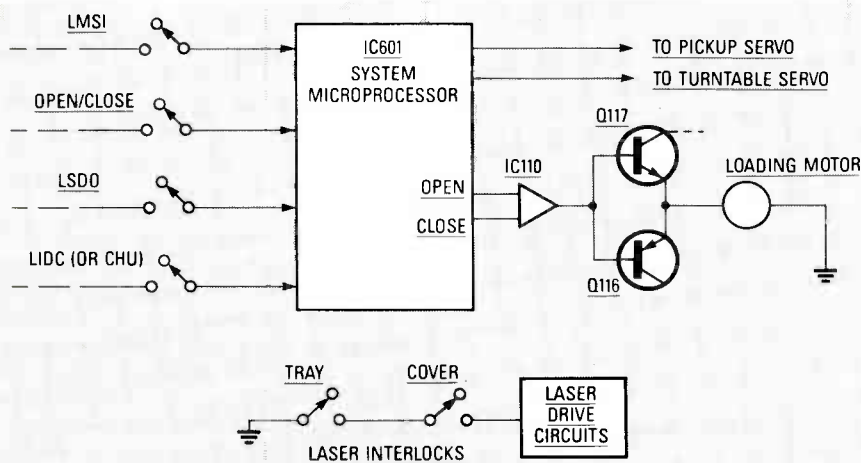 LMSI
OPEN/CLOSE
LSDO
LIDC (OR CHU)
IC601
SYSTEM
MICROPROCESSOR
OPEN
CLOSE
TO PICKUP SERVO
TO TURNTABLE SERVO
IC110
Q117
Q116
LOADING MOTOR
TRAY
COVER
LASER INTERLOCKS
LASER
DRIVE
CIRCUITS